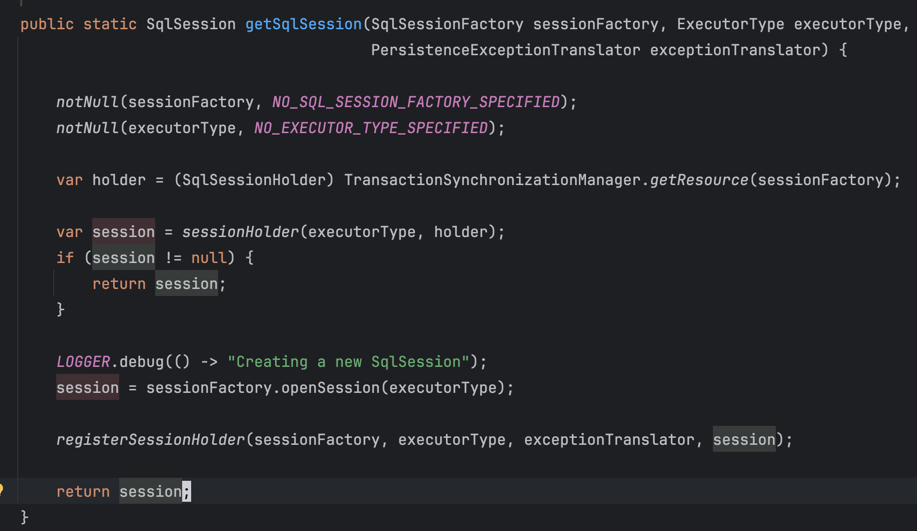 public static SqlSession getSqlSession(SqlSessionFactory sessionFactory, ExecutorType executorType,
PersistenceExceptionTranslator exceptionTranslator) {
notNull(sessionFactory, NO_SQL_SESSION_FACTORY_SPECIFIED);
notNull(executorType, NO_EXECUTOR_TYPE_SPECIFIED);
var holder = (SqlSessionHolder) TransactionSynchronizationManager.getResource(sessionFactory);
var session = sessionHolder(executorType, holder);
if (session != null) {
return session;
}
LOGGER.debug(() -> "Creating a new SqlSession");
session = sessionFactory.openSession(executorType);
registerSessionHolder(sessionFactory, executorType, exceptionTranslator, session);
return session;
}